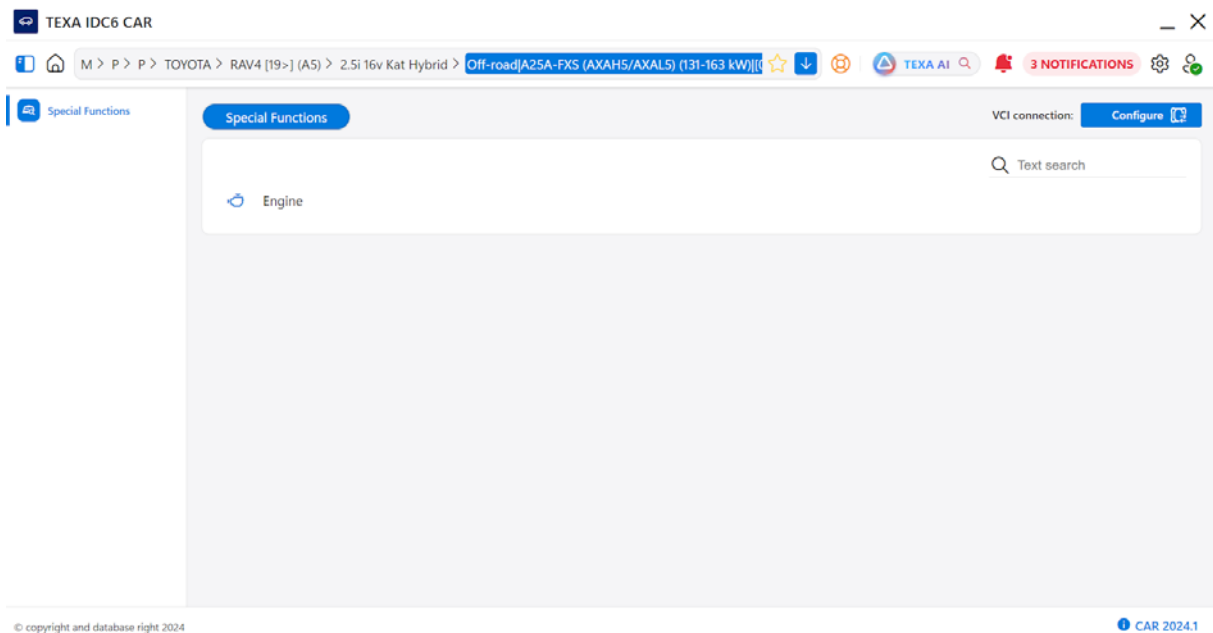 TEXA IDC6 CAR
M > P > P > TOYOTA > RAV4 [19>] (A5) > 2.5i 16v Kat Hybrid > Off-road|A25A-FXS (AXAH5/AXAL5) (131-163 kW)|[0
TEXA AI
3 NOTIFICATIONS
Special Functions
Special Functions
VCI connection:
Configure
Text search
Engine
© copyright and database right 2024
CAR 2024.1